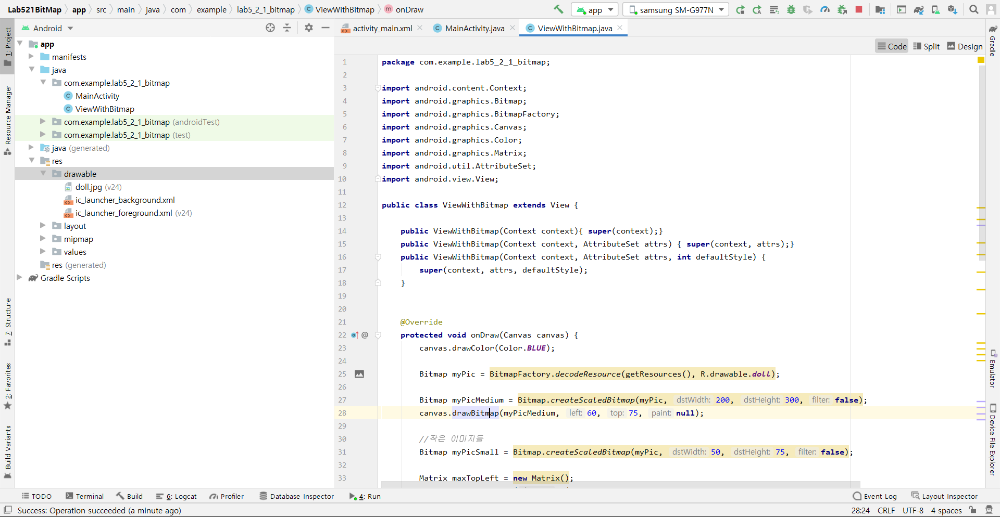 Lab521BitMap app src main java com example lab5_2_1_bitmap ViewWithBitmap onDraw
app samsung SM-G977N
Android
activity_main.xml MainActivity.java ViewWithBitmap.java
Code Split Design
1: Project
Resource Manager
7: Structure
2: Favorites
Build Variants
app
manifests
java
com.example.lab5_2_1_bitmap
MainActivity
ViewWithBitmap
com.example.lab5_2_1_bitmap (androidTest)
com.example.lab5_2_1_bitmap (test)
java (generated)
res
drawable
doll.jpg (v24)
ic_launcher_background.xml
ic_launcher_foreground.xml (v24)
layout
mipmap
values
res (generated)
Gradle Scripts
1 package com.example.lab5_2_1_bitmap;
2
3 import android.content.Context;
4 import android.graphics.Bitmap;
5 import android.graphics.BitmapFactory;
6 import android.graphics.Canvas;
7 import android.graphics.Color;
8 import android.graphics.Matrix;
9 import android.util.AttributeSet;
10 import android.view.View;
11
12 public class ViewWithBitmap extends View {
13
14 public ViewWithBitmap(Context context){ super(context);}
15 public ViewWithBitmap(Context context, AttributeSet attrs) { super(context, attrs);}
16 public ViewWithBitmap(Context context, AttributeSet attrs, int defaultStyle) {
17 super(context, attrs, defaultStyle);
18 }
19
20
21 @Override
22 @ protected void onDraw(Canvas canvas) {
23 canvas.drawColor(Color.BLUE);
24
25 Bitmap myPic = BitmapFactory.decodeResource(getResources(), R.drawable.doll);
26
27 Bitmap myPicMedium = Bitmap.createScaledBitmap(myPic, dstWidth: 200, dstHeight: 300, filter: false);
28 canvas.drawBitmap(myPicMedium, left: 60, top: 75, paint: null);
29
30 //작은 이미지들
31 Bitmap myPicSmall = Bitmap.createScaledBitmap(myPic, dstWidth: 50, dstHeight: 75, filter: false);
32
33 Matrix maxTopLeft = new Matrix();
Gradle
Emulator
Device File Explorer
TODO Terminal Build 6: Logcat Profiler Database Inspector 4: Run Event Log Layout Inspector
Success: Operation succeeded (a minute ago) 28:24 CRLF UTF-8 4 spaces